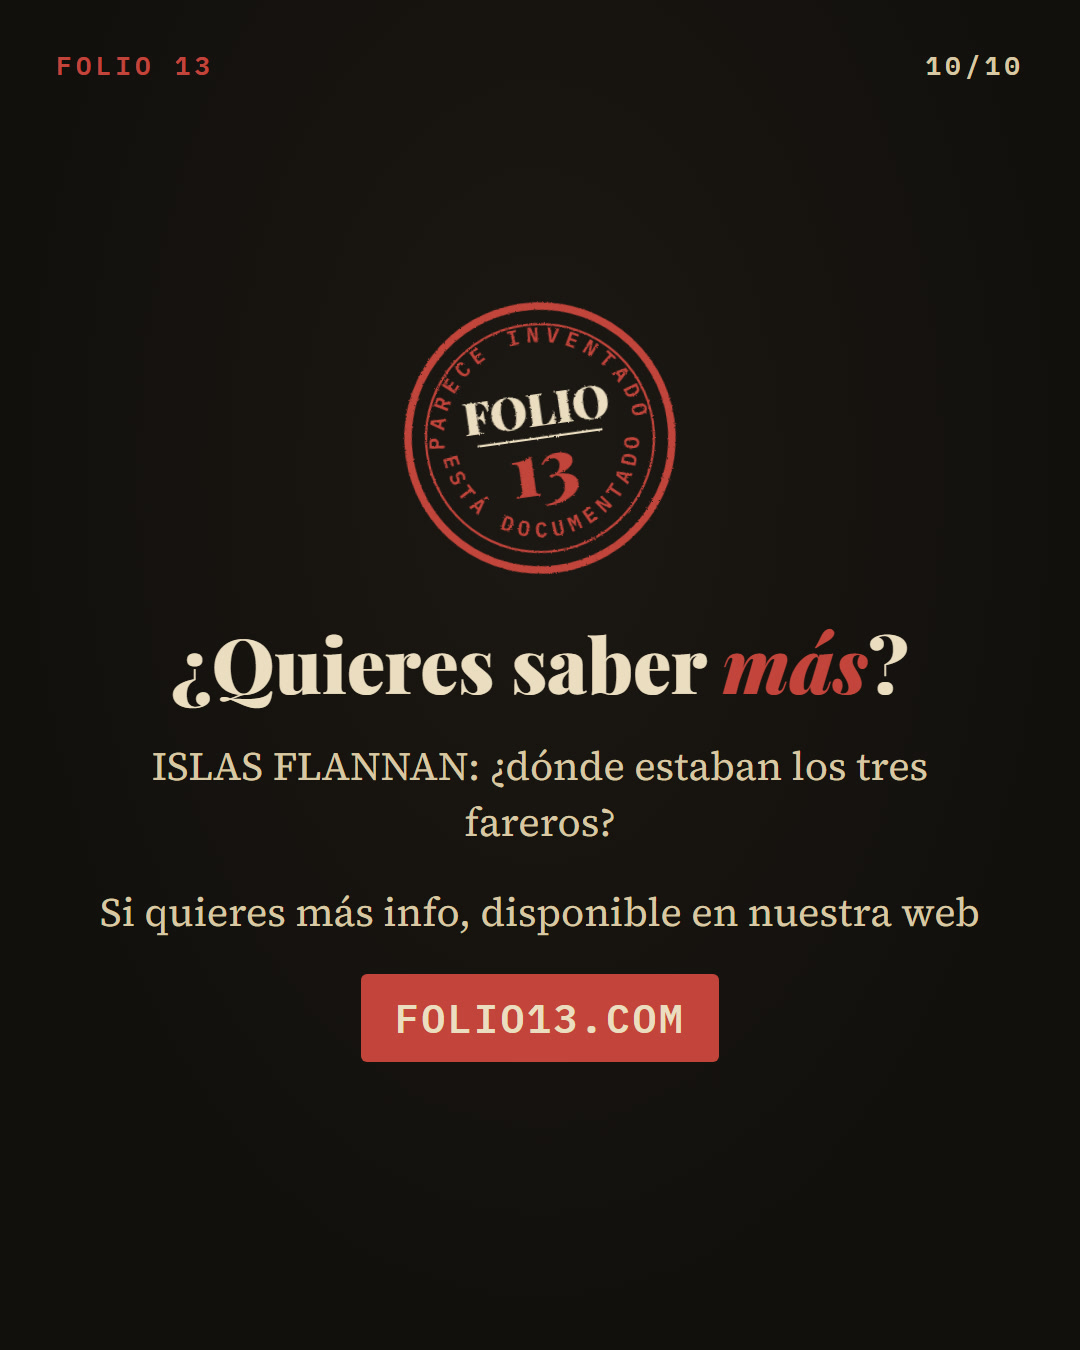 FOLIO 13
10/10
PARECE INVENTADO
FOLIO
13
ESTÁ DOCUMENTADO
¿Quieres saber más?
ISLAS FLANNAN: ¿dónde estaban los tres
fareros?
Si quieres más info, disponible en nuestra web
FOLIO13.COM